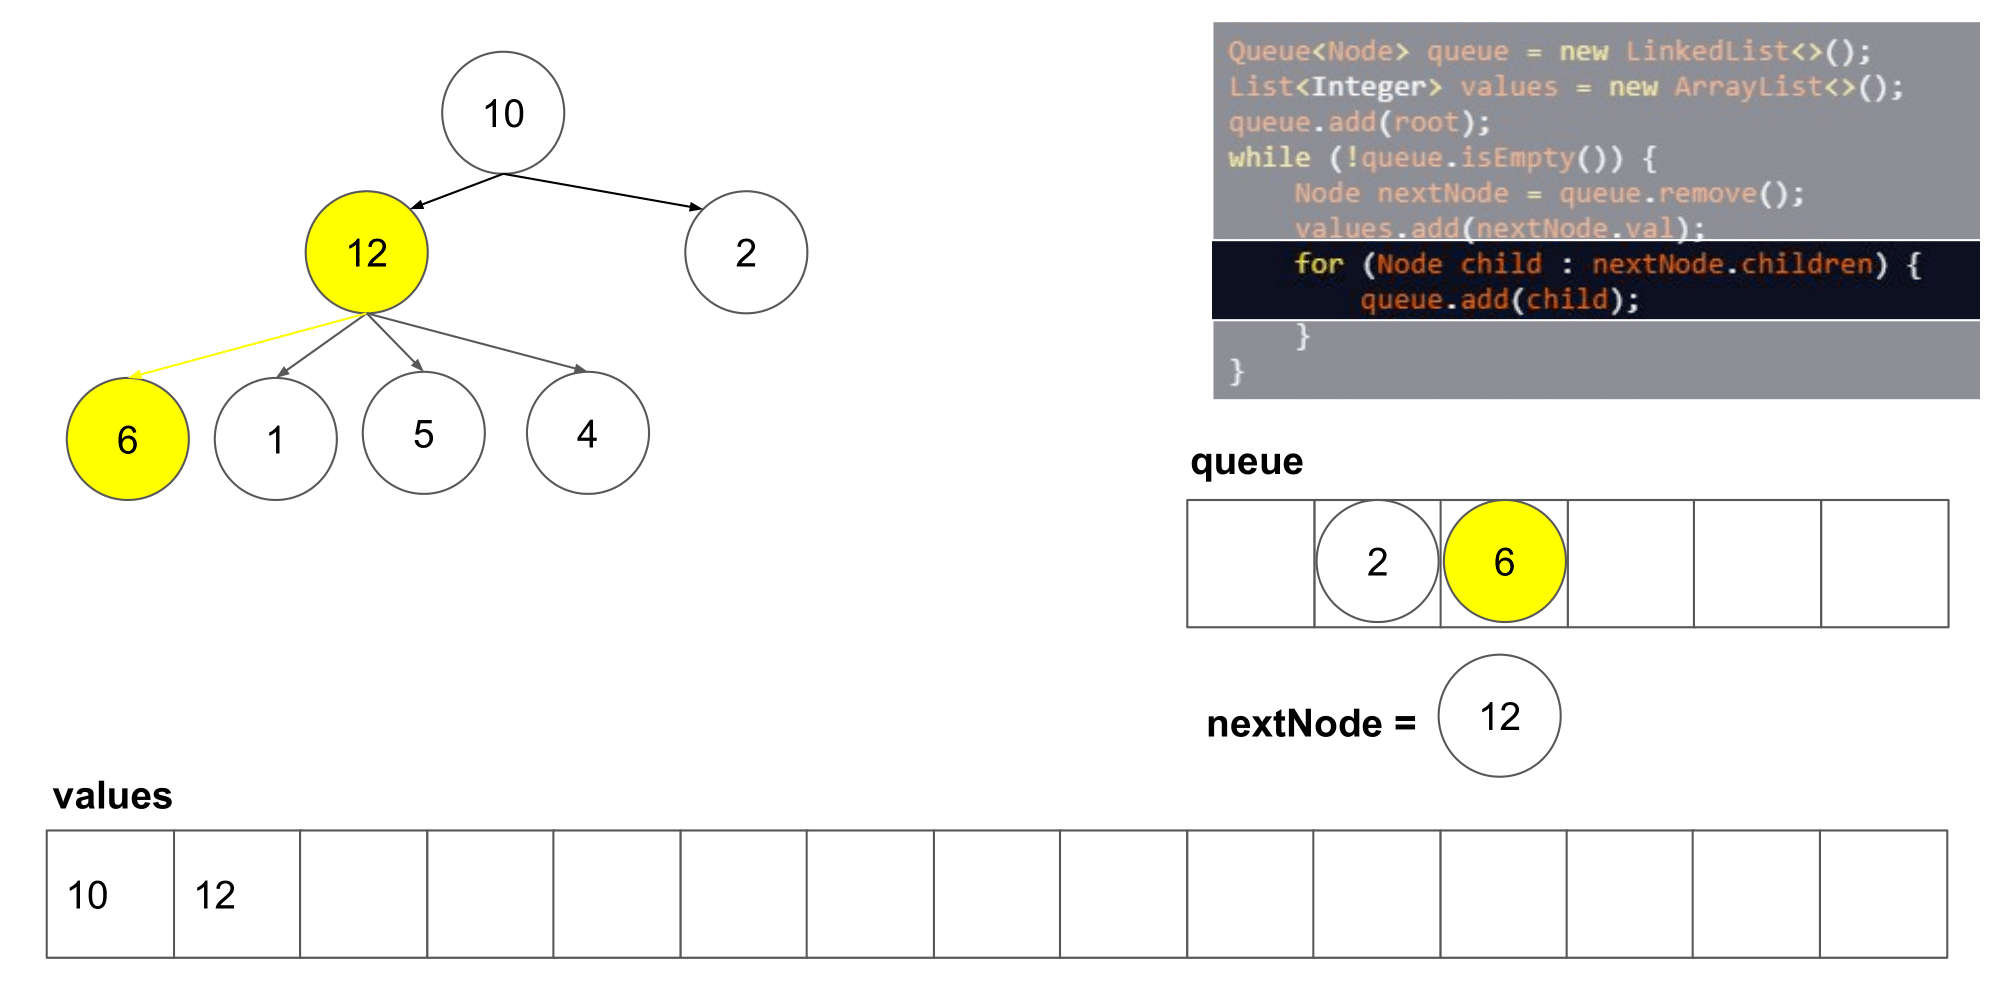 10
12
2
6
1
5
4
Queue<Node> queue = new LinkedList<>();
List<Integer> values = new ArrayList<>();
queue.add(root);
while (!queue.isEmpty()) {
    Node nextNode = queue.remove();
    values.add(nextNode.val);
    for (Node child : nextNode.children) {
        queue.add(child);
    }
}
queue
2 6
nextNode = 12
values
10 12